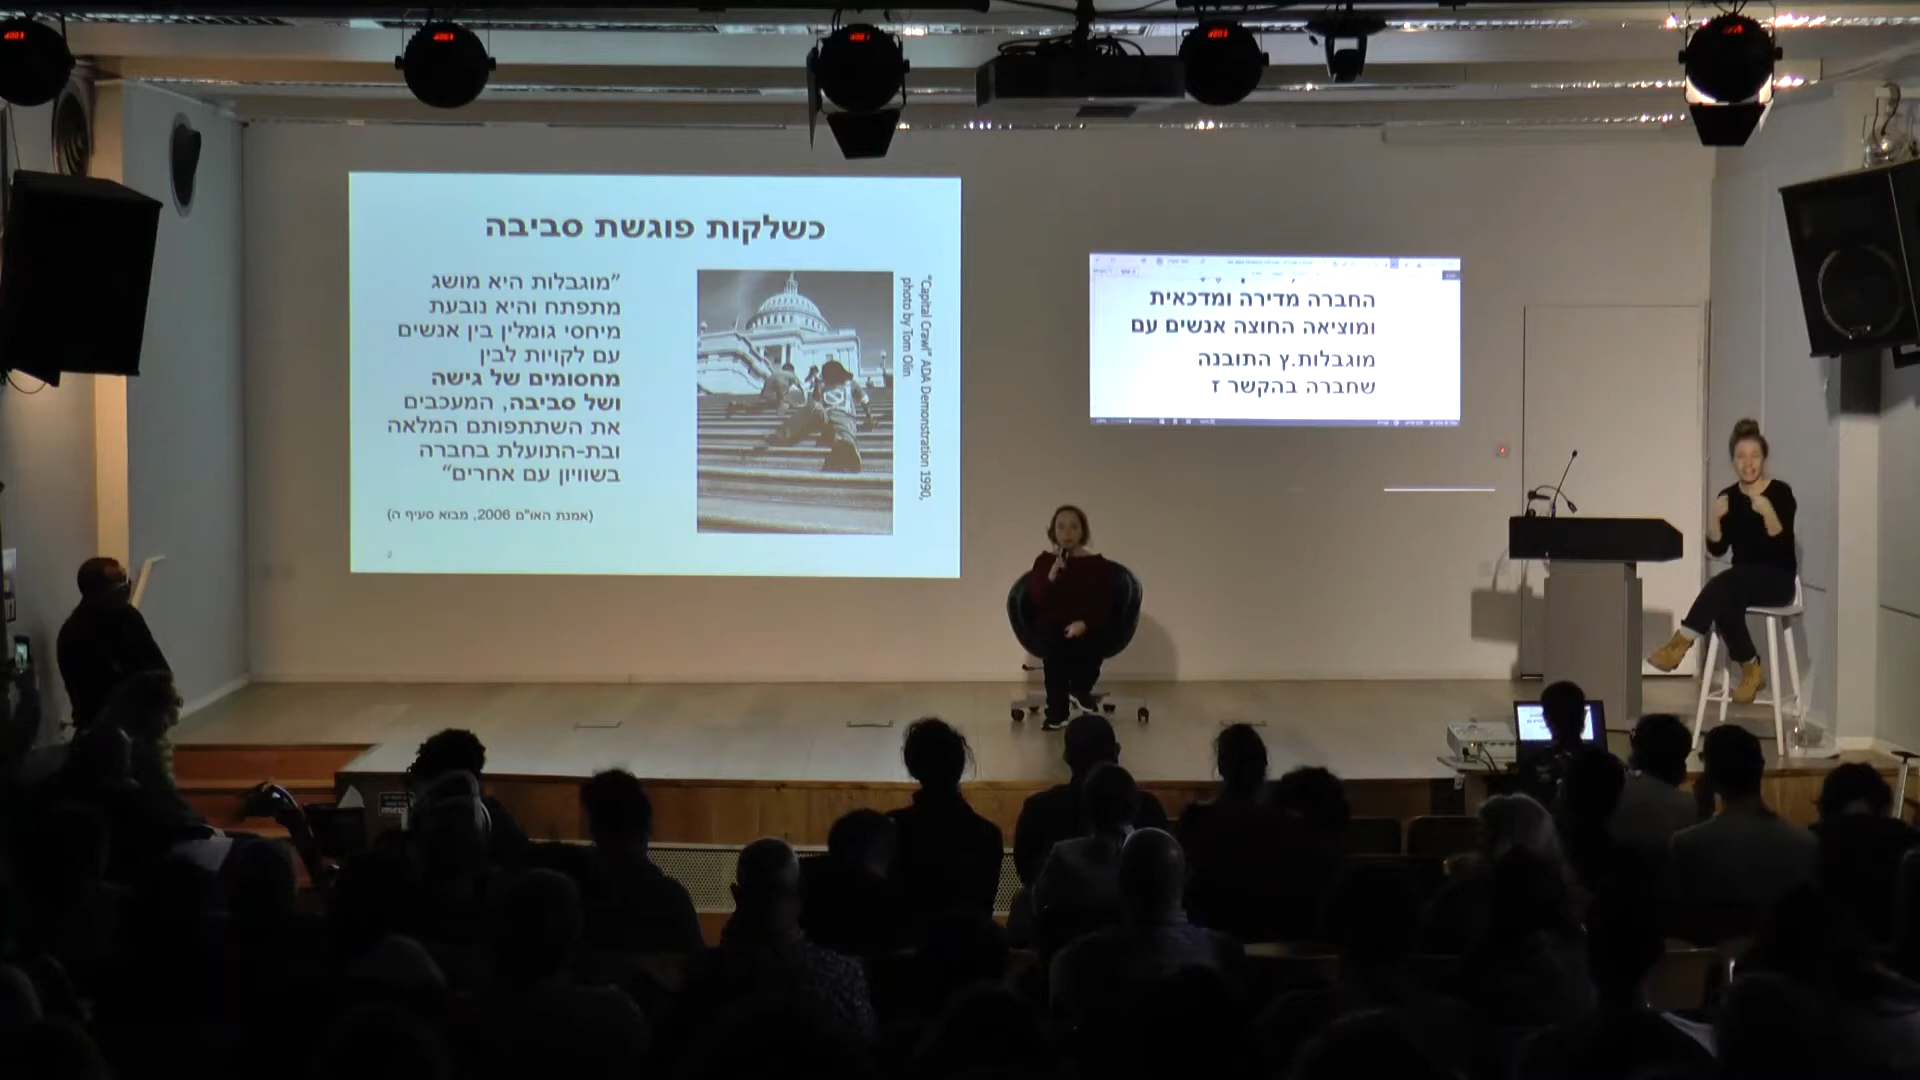 כשלקות פוגשת סביבה
"מוגבלות היא מושג
מתפתח והיא נובעת
מיחסי גומלין בין אנשים
עם לקויות לבין
מחסומים של גישה
ושל סביבה, המעכבים
את השתתפותם המלאה
ובת-התועלת בחברה
בשוויון עם אחרים"
(אמנת האו"ם 2006, מבוא סעיף ה)
2
"Capital Crawl" ADA Demonstration 1990,
photo by Tom Olin
החברה מדירה ומדכאית
ומוציאה החוצה אנשים עם
מוגבלות.ץ התובנה
שחברה בהקשר ז